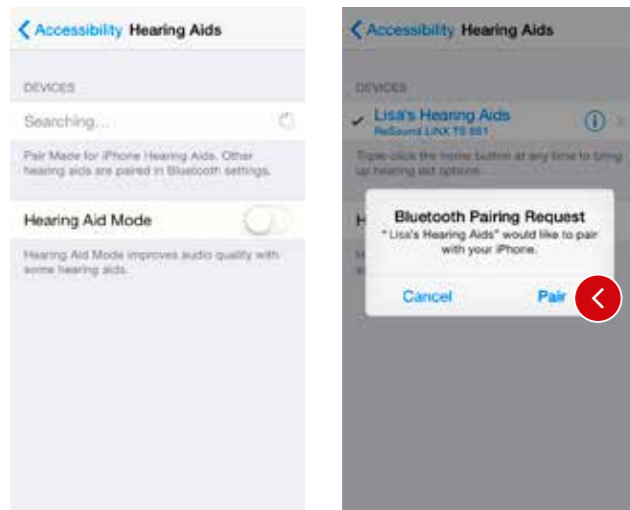 Accessibility Hearing Aids
DEVICES
Searching...
Pair Made for iPhone Hearing Aids. Other
hearing aids are paired in Bluetooth settings.
Hearing Aid Mode
Hearing Aid Mode improves audio quality with
some hearing aids.
Accessibility Hearing Aids
DEVICES
Lisa's Hearing Aids
ReSound LiNX TS
Triple-click the home button at any time to bring
up hearing aid options.
H
Bluetooth Pairing Request
"Lisa's Hearing Aids" would like to pair
with your iPhone.
Cancel Pair